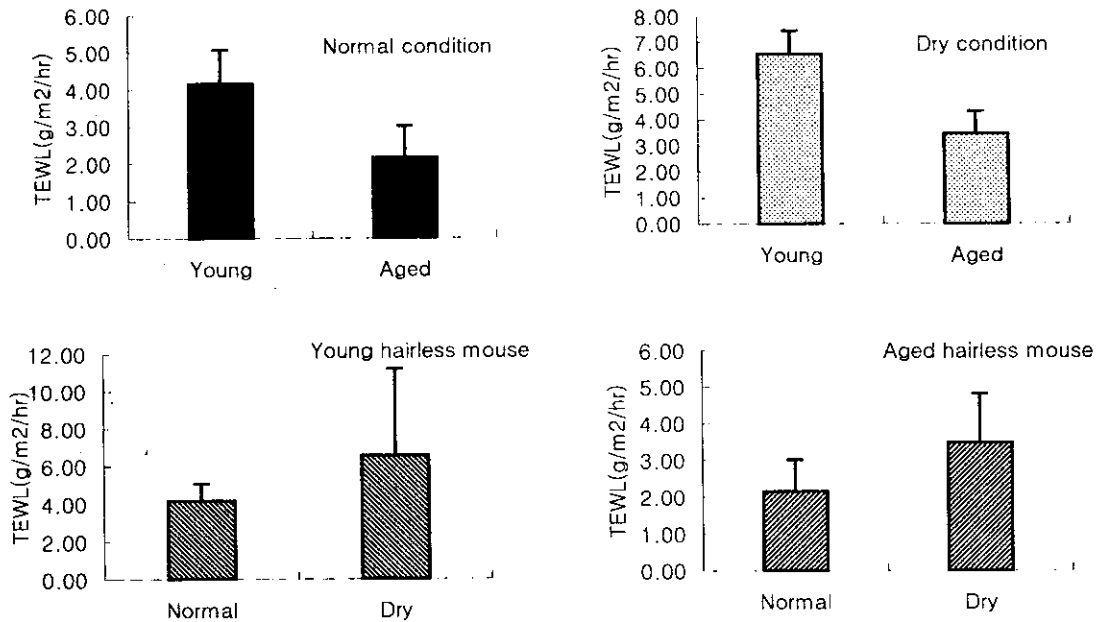 Normal condition
TEWL(g/m2/hr)
6.00
5.00
4.00
3.00
2.00
1.00
0.00
Young Aged
Dry condition
TEWL(g/m2/hr)
8.00
7.00
6.00
5.00
4.00
3.00
2.00
1.00
0.00
Young Aged
Young hairless mouse
TEWL(g/m2/hr)
12.00
10.00
8.00
6.00
4.00
2.00
0.00
Normal Dry
Aged hairless mouse
TEWL(g/m2/hr)
6.00
5.00
4.00
3.00
2.00
1.00
0.00
Normal Dry